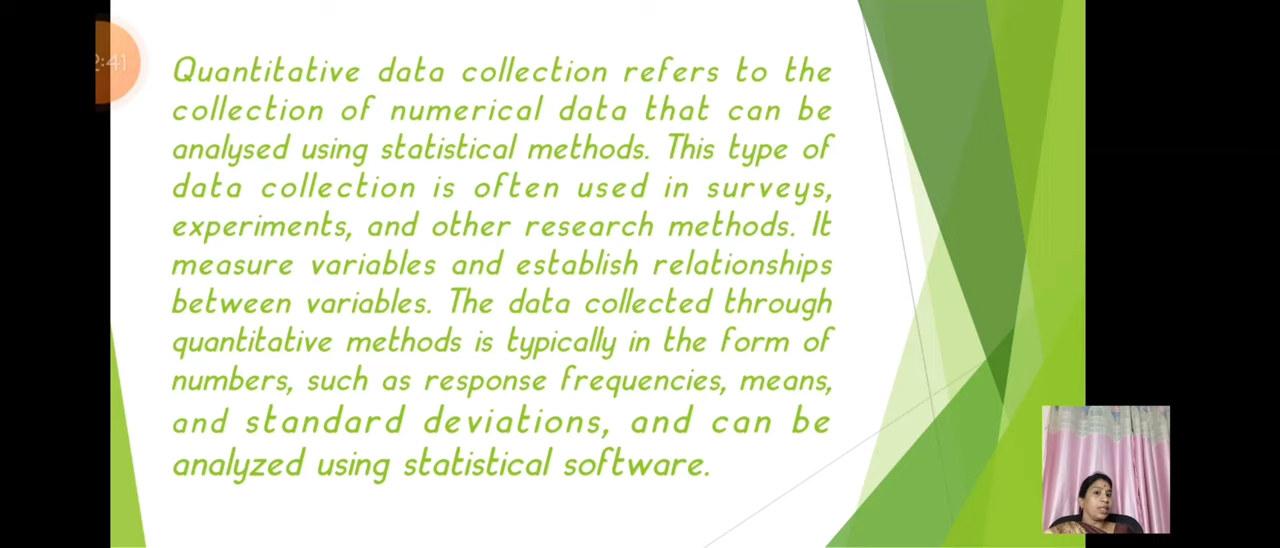 2:41
Quantitative data collection refers to the
collection of numerical data that can be
analysed using statistical methods. This type of
data collection is often used in surveys,
experiments, and other research methods. It
measure variables and establish relationships
between variables. The data collected through
quantitative methods is typically in the form of
numbers, such as response frequencies, means,
and standard deviations, and can be
analyzed using statistical software.